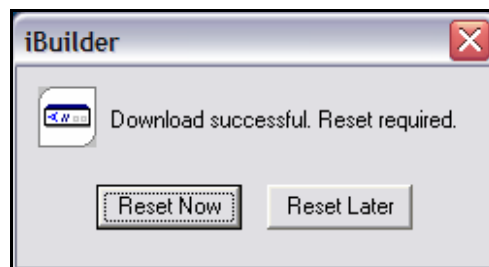 iBuilder
Download successful. Reset required.
Reset Now Reset Later